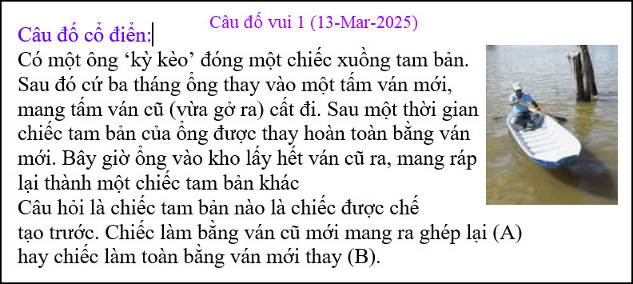 Câu đố vui 1 (13-Mar-2025)
Câu đố cổ điển:
Có một ông ‘kỳ kèo’ đóng một chiếc xuồng tam bản.
Sau đó cứ ba tháng ổng thay vào một tấm ván mới,
mang tấm ván cũ (vừa gở ra) cất đi. Sau một thời gian
chiếc tam bản của ổng được thay hoàn toàn bằng ván
mới. Bây giờ ổng vào kho lấy hết ván cũ ra, mang ráp
lại thành một chiếc tam bản khác
Câu hỏi là chiếc tam bản nào là chiếc được chế
tạo trước. Chiếc làm bằng ván cũ mới mang ra ghép lại (A)
hay chiếc làm toàn bằng ván mới thay (B).